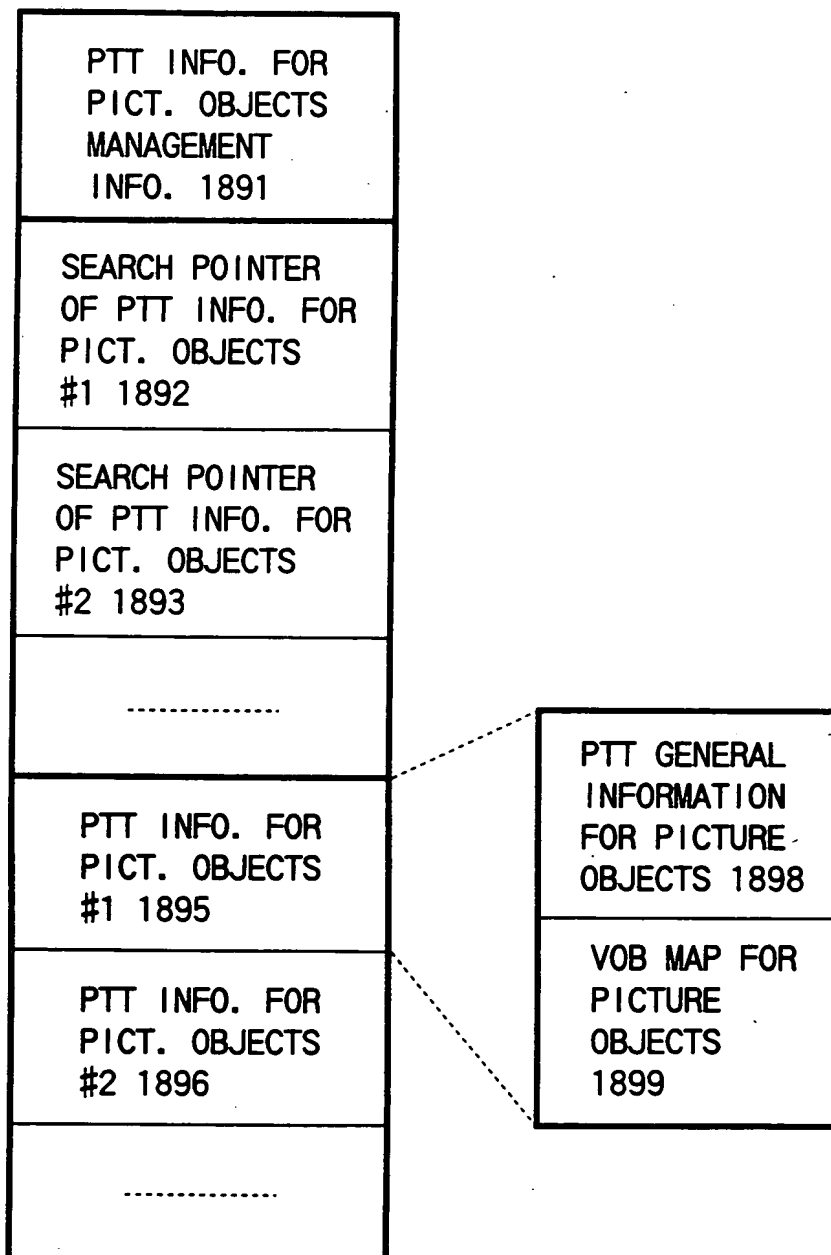 PTT INFO. FOR
PICT. OBJECTS
MANAGEMENT
INFO. 1891
SEARCH POINTER
OF PTT INFO. FOR
PICT. OBJECTS
#1 1892
SEARCH POINTER
OF PTT INFO. FOR
PICT. OBJECTS
#2 1893
PTT INFO. FOR
PICT. OBJECTS
#1 1895
PTT INFO. FOR
PICT. OBJECTS
#2 1896
PTT GENERAL
INFORMATION
FOR PICTURE
OBJECTS 1898
VOB MAP FOR
PICTURE
OBJECTS
1899